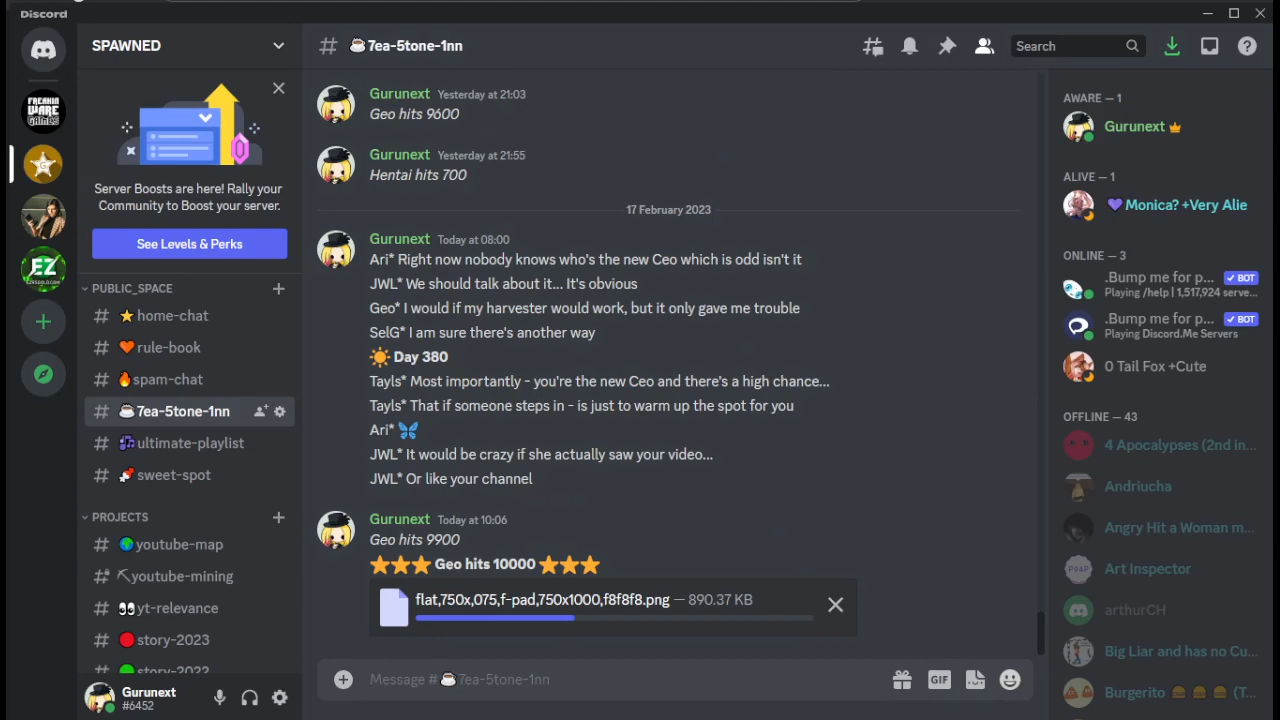 Discord
SPAWNED
7ea-5tone-1nn
Search
FREAKIN
WARE
GAMES
EZ
Server Boosts are here! Rally your
Community to Boost your server.
See Levels & Perks
PUBLIC_SPACE
home-chat
rule-book
spam-chat
7ea-5tone-1nn
ultimate-playlist
sweet-spot
PROJECTS
youtube-map
youtube-mining
yt-relevance
story-2023
story-2022
Gurunext
#6452
Gurunext Yesterday at 21:03
Geo hits 9600
Gurunext Yesterday at 21:55
Hentai hits 700
17 February 2023
Gurunext Today at 08:00
Ari* Right now nobody knows who's the new Ceo which is odd isn't it
JWL* We should talk about it... It's obvious
Geo* I would if my harvester would work, but it only gave me trouble
SelG* I am sure there's another way
☀️ Day 380
Tayls* Most importantly - you're the new Ceo and there's a high chance...
Tayls* That if someone steps in - is just to warm up the spot for you
Ari* 🦋
JWL* It would be crazy if she actually saw your video...
JWL* Or like your channel
Gurunext Today at 10:06
Geo hits 9900
⭐⭐⭐ Geo hits 10000 ⭐⭐⭐
flat,750x,075,f-pad,750x1000,f8f8f8.png — 890.37 KB
Message # ☕7ea-5tone-1nn
GIF
AWARE — 1
Gurunext
ALIVE — 1
💜Monica? +Very Alie
ONLINE — 3
.Bump me for p... ✓ BOT
Playing /help | 1,517,924 serve...
.Bump me for p... ✓ BOT
Playing Discord.Me Servers
0 Tail Fox +Cute
OFFLINE — 43
4 Apocalypses (2nd in...
Andriucha
Angry Hit a Woman m...
Art Inspector
arthurCH
Big Liar and has no Cu...
Burgerito 🍔 🍔 🍔 (T...